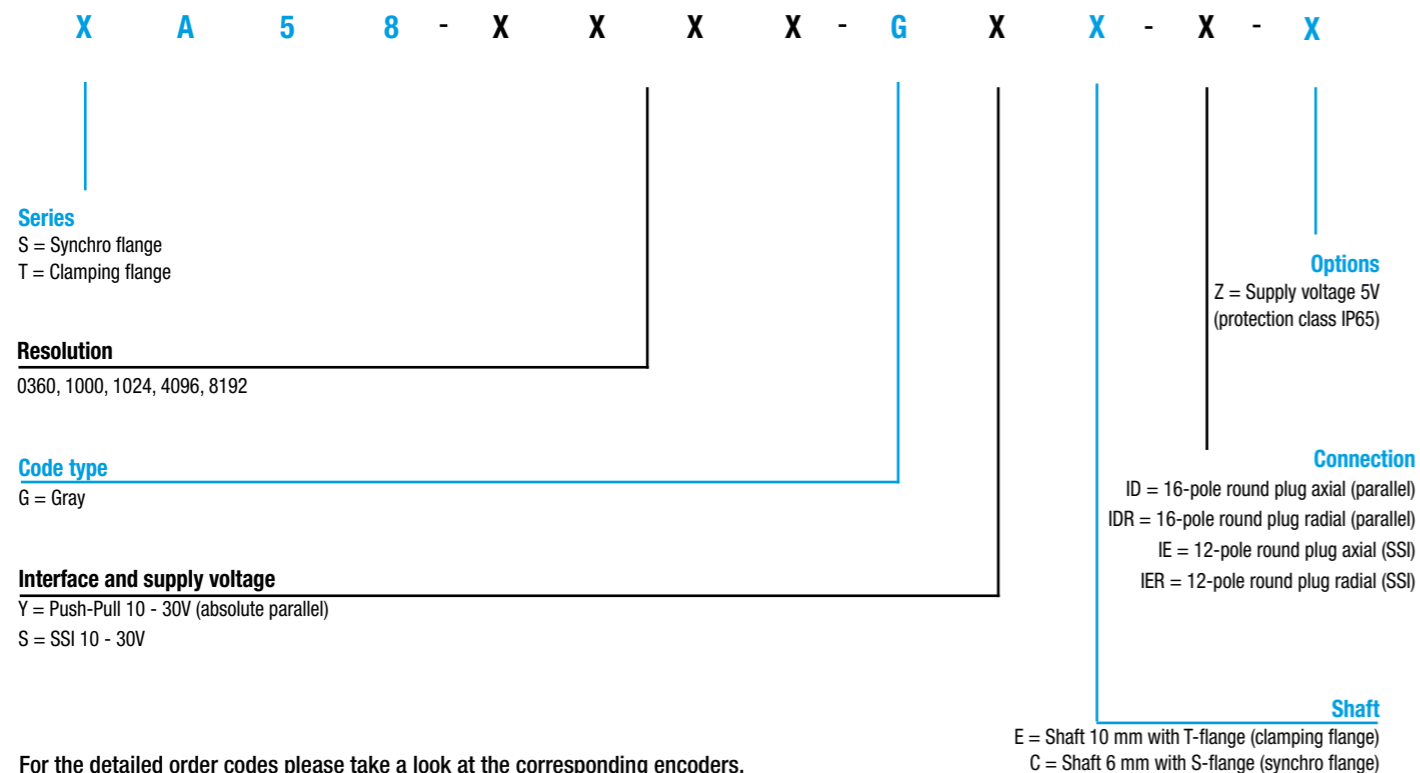 X A 5 8 - X X X X - G X X - X - X
Series
S = Synchro flange
T = Clamping flange
Options
Z = Supply voltage 5V
(protection class IP65)
Resolution
0360, 1000, 1024, 4096, 8192
Connection
ID = 16-pole round plug axial (parallel)
IDR = 16-pole round plug radial (parallel)
IE = 12-pole round plug axial (SSI)
IER = 12-pole round plug radial (SSI)
Code type
G = Gray
Interface and supply voltage
Y = Push-Pull 10 - 30V (absolute parallel)
S = SSI 10 - 30V
Shaft
E = Shaft 10 mm with T-flange (clamping flange)
C = Shaft 6 mm with S-flange (synchro flange)
For the detailed order codes please take a look at the corresponding encoders.